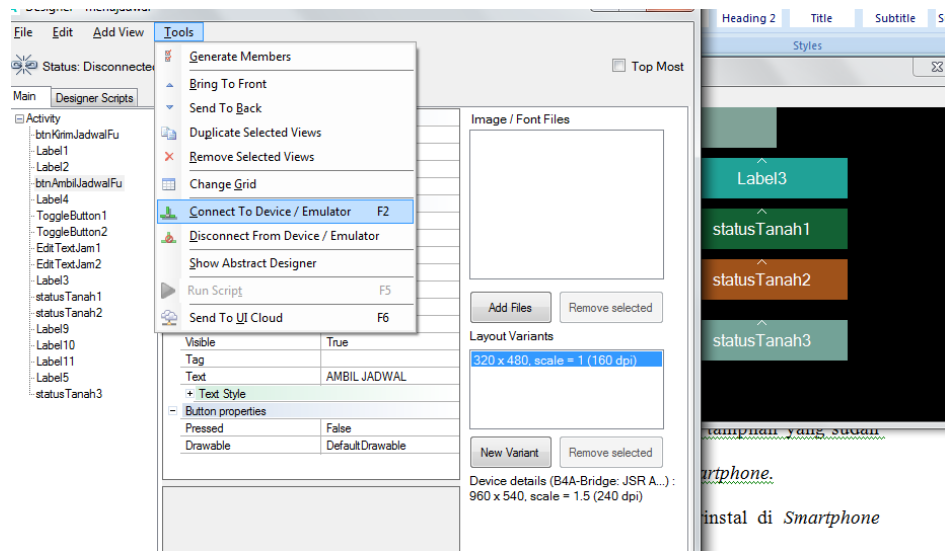 File Edit Add View Tools
Status: Disconnecte
Top Most
Main Designer Scripts
Generate Members
Bring To Front
Send To Back
Duplicate Selected Views
Remove Selected Views
Change Grid
Connect To Device / Emulator F2
Disconnect From Device / Emulator
Show Abstract Designer
Run Script F5
Send To UI Cloud F6
Activity
btnKirimJadwalFu
Label1
Label2
btnAmbilJadwalFu
Label4
ToggleButton1
ToggleButton2
EditTextJam1
EditTextJam2
Label3
statusTanah1
statusTanah2
Label9
Label10
Label11
Label5
statusTanah3
Visible True
Tag
Text AMBIL JADWAL
Text Style
Button properties
Pressed False
Drawable DefaultDrawable
Image / Font Files
Add Files Remove selected
Layout Variants
320 x 480, scale = 1 (160 dpi)
New Variant Remove selected
Device details (B4A-Bridge: JSR A...) :
960 x 540, scale = 1.5 (240 dpi)
Heading 2 Title Subtitle S
Styles
Label3
statusTanah1
statusTanah2
statusTanah3
yang sudah
artphone.
instal di Smartphone